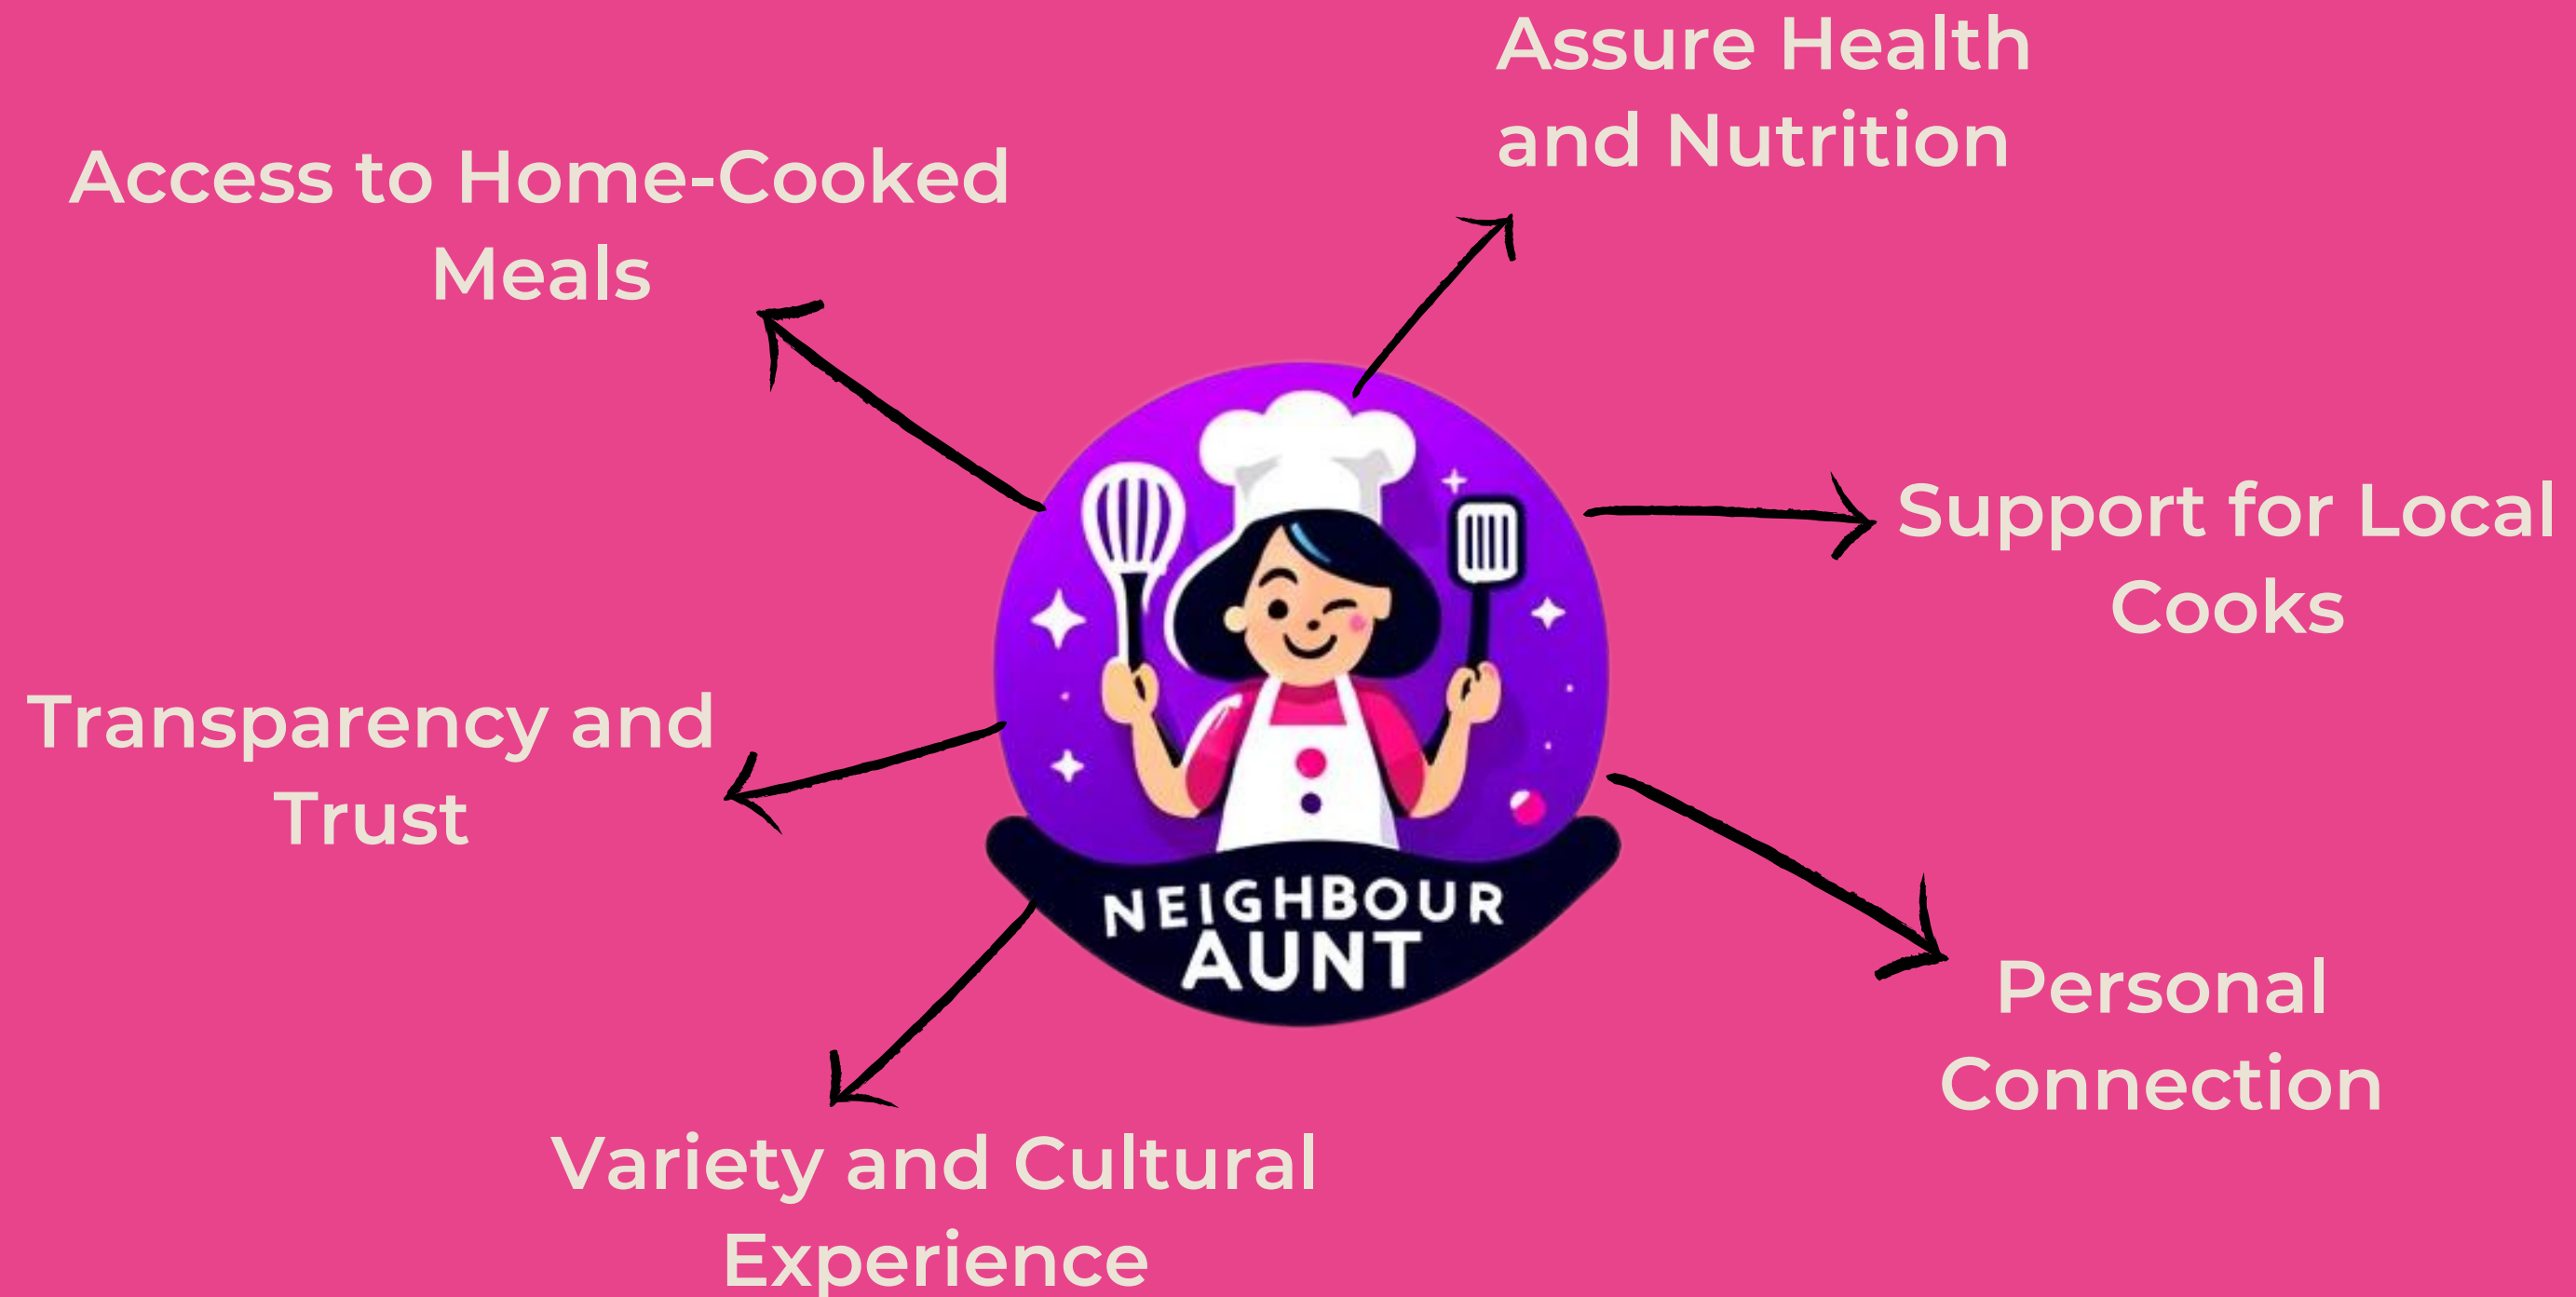 Assure Health
and Nutrition
Access to Home-Cooked
Meals
Support for Local
Cooks
Transparency and
Trust
NEIGHBOUR
AUNT
Personal
Connection
Variety and Cultural
Experience